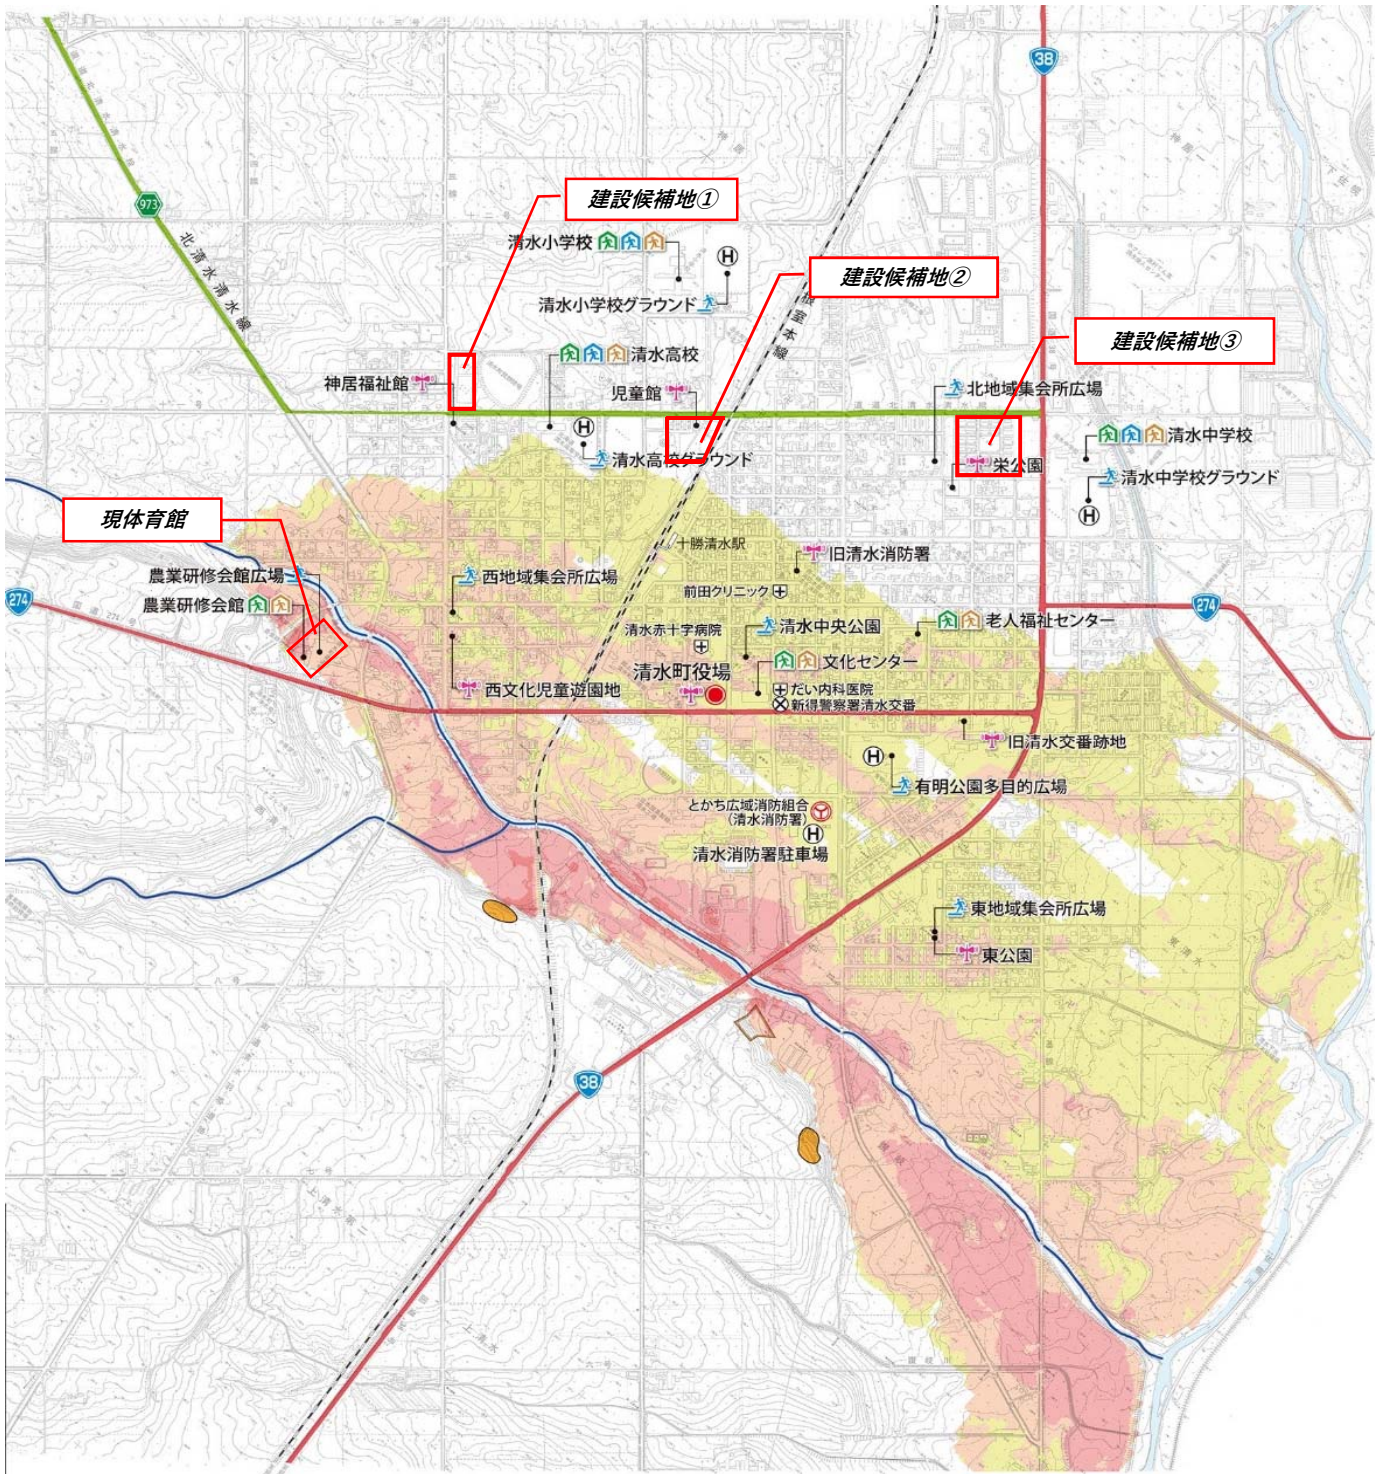 38
973
建設候補地①
清水小学校
北清水清水線
建設候補地②
清水小学校グラウンド
根室本線
建設候補地③
清水高校
神居福祉館
児童館
北地域集会所広場
清水中学校
清水高校グラウンド
栄公園
清水中学校グラウンド
現体育館
十勝清水駅
旧清水消防署
農業研修会館広場
西地域集会所広場
前田クリニック
274
農業研修会館
274
清水赤十字病院
清水中央公園
老人福祉センター
清水町役場
文化センター
西文化児童遊園地
だい内科医院
新得警察署清水交番
旧清水交番跡地
有明公園多目的広場
とかち広域消防組合
(清水消防署)
清水消防署駐車場
東地域集会所広場
東公園
東清水
38
上清水